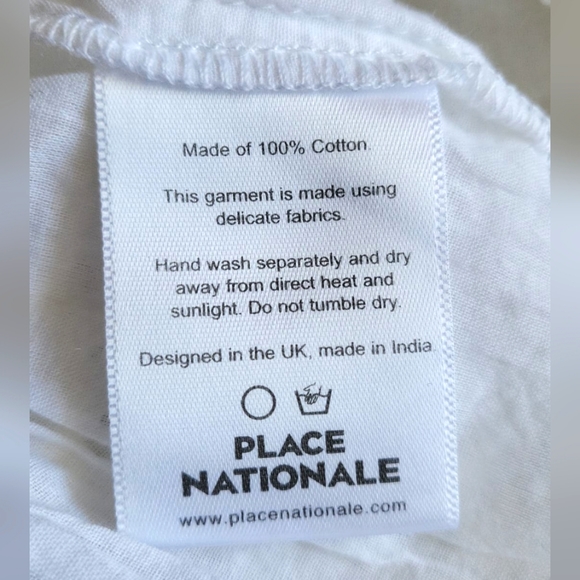 Made of 100% Cotton.
This garment is made using
delicate fabrics.
Hand wash separately and dry
away from direct heat and
sunlight. Do not tumble dry.
Designed in the UK, made in India.
PLACE
NATIONALE
www.placenationale.com